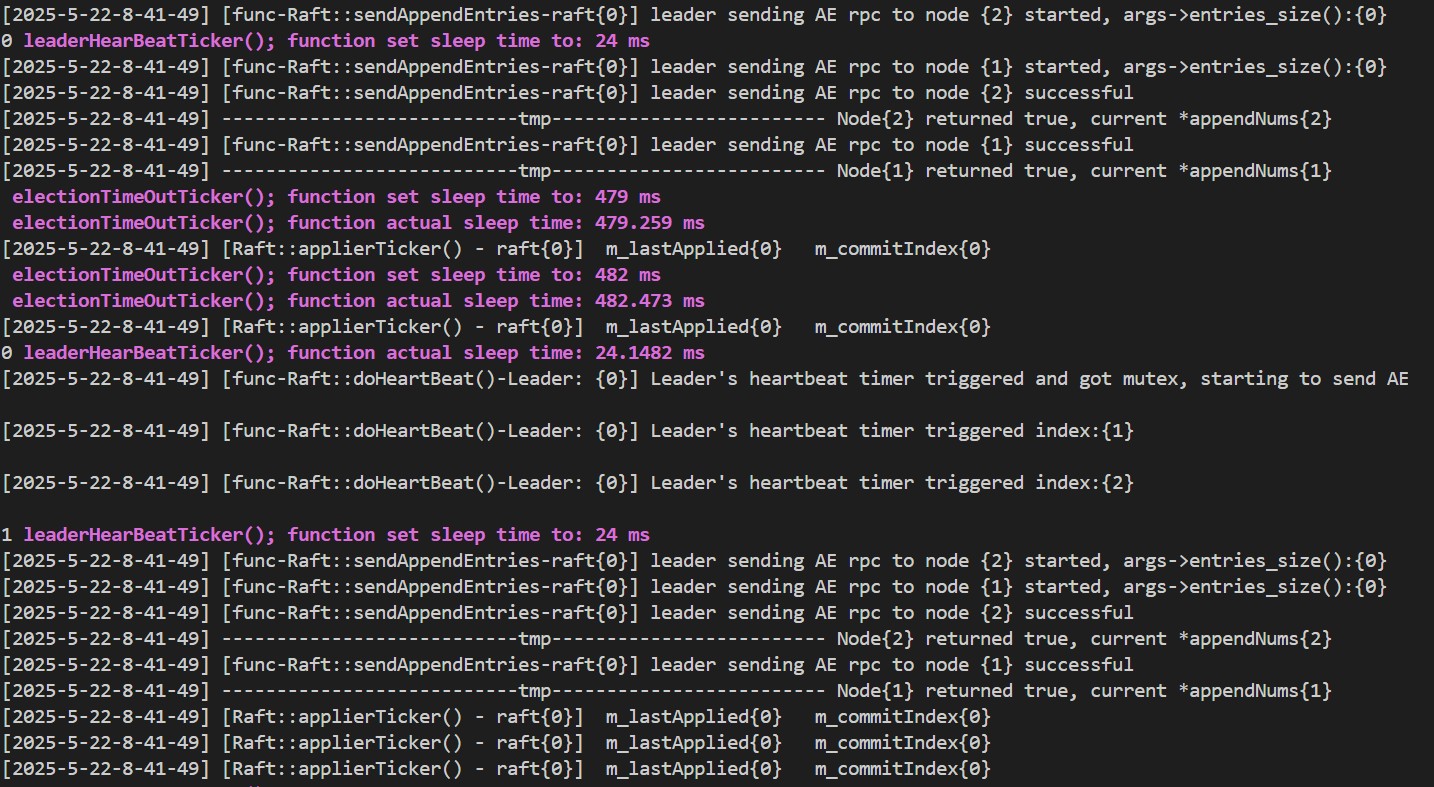 [2025-5-22-8-41-49] [func-Raft::sendAppendEntries-raft{0}] leader sending AE rpc to node {2} started, args->entries_size():{0}
0 leaderHearBeatTicker(); function set sleep time to: 24 ms
[2025-5-22-8-41-49] [func-Raft::sendAppendEntries-raft{0}] leader sending AE rpc to node {1} started, args->entries_size():{0}
[2025-5-22-8-41-49] [func-Raft::sendAppendEntries-raft{0}] leader sending AE rpc to node {2} successful
[2025-5-22-8-41-49] ---------------------------tmp------------------------- Node{2} returned true, current *appendNums{2}
[2025-5-22-8-41-49] [func-Raft::sendAppendEntries-raft{0}] leader sending AE rpc to node {1} successful
[2025-5-22-8-41-49] ---------------------------tmp------------------------- Node{1} returned true, current *appendNums{1}
 electionTimeOutTicker(); function set sleep time to: 479 ms
 electionTimeOutTicker(); function actual sleep time: 479.259 ms
[2025-5-22-8-41-49] [Raft::applierTicker() - raft{0}]  m_lastApplied{0}   m_commitIndex{0}
 electionTimeOutTicker(); function set sleep time to: 482 ms
 electionTimeOutTicker(); function actual sleep time: 482.473 ms
[2025-5-22-8-41-49] [Raft::applierTicker() - raft{0}]  m_lastApplied{0}   m_commitIndex{0}
0 leaderHearBeatTicker(); function actual sleep time: 24.1482 ms
[2025-5-22-8-41-49] [func-Raft::doHeartBeat()-Leader: {0}] Leader's heartbeat timer triggered and got mutex, starting to send AE
[2025-5-22-8-41-49] [func-Raft::doHeartBeat()-Leader: {0}] Leader's heartbeat timer triggered index:{1}
[2025-5-22-8-41-49] [func-Raft::doHeartBeat()-Leader: {0}] Leader's heartbeat timer triggered index:{2}
1 leaderHearBeatTicker(); function set sleep time to: 24 ms
[2025-5-22-8-41-49] [func-Raft::sendAppendEntries-raft{0}] leader sending AE rpc to node {2} started, args->entries_size():{0}
[2025-5-22-8-41-49] [func-Raft::sendAppendEntries-raft{0}] leader sending AE rpc to node {1} started, args->entries_size():{0}
[2025-5-22-8-41-49] [func-Raft::sendAppendEntries-raft{0}] leader sending AE rpc to node {2} successful
[2025-5-22-8-41-49] ---------------------------tmp------------------------- Node{2} returned true, current *appendNums{2}
[2025-5-22-8-41-49] [func-Raft::sendAppendEntries-raft{0}] leader sending AE rpc to node {1} successful
[2025-5-22-8-41-49] ---------------------------tmp------------------------- Node{1} returned true, current *appendNums{1}
[2025-5-22-8-41-49] [Raft::applierTicker() - raft{0}]  m_lastApplied{0}   m_commitIndex{0}
[2025-5-22-8-41-49] [Raft::applierTicker() - raft{0}]  m_lastApplied{0}   m_commitIndex{0}
[2025-5-22-8-41-49] [Raft::applierTicker() - raft{0}]  m_lastApplied{0}   m_commitIndex{0}